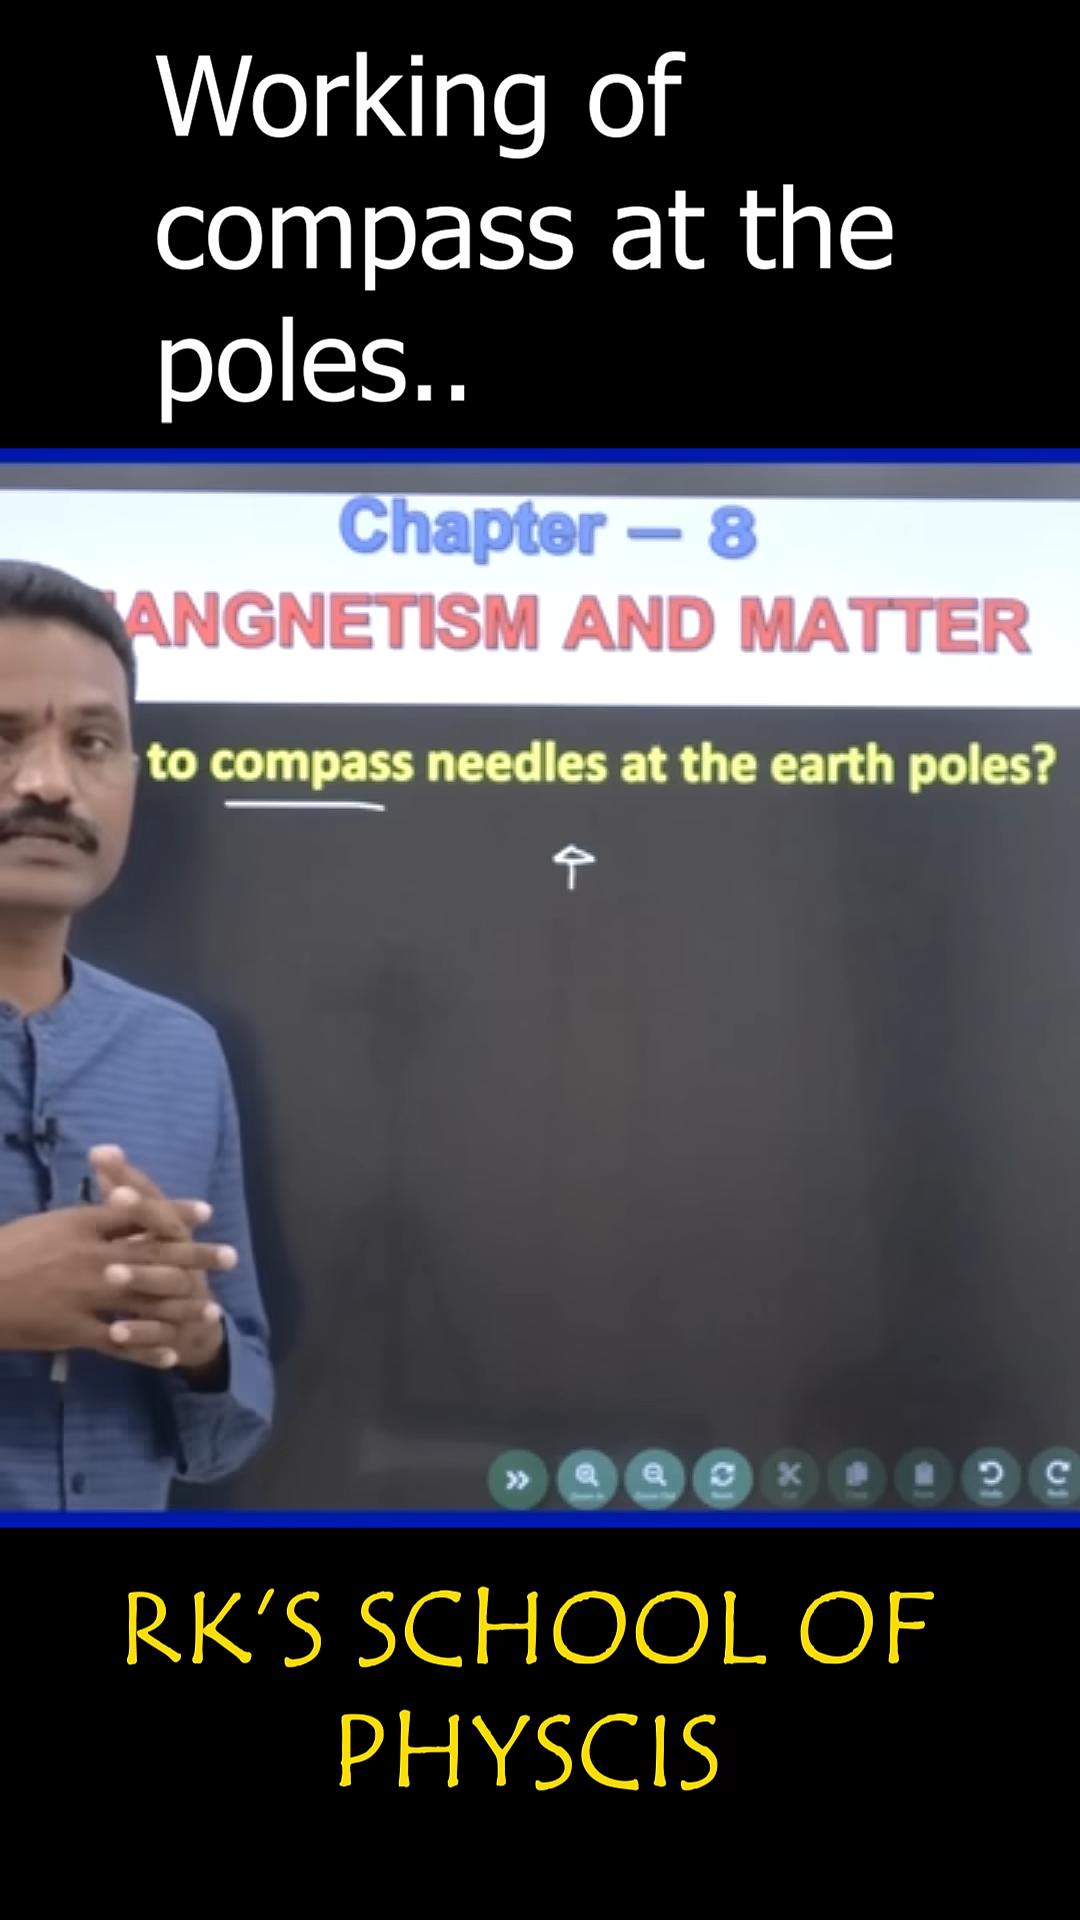 Working of
compass at the
poles..
Chapter – 8
ANGNETISM AND MATTER
to compass needles at the earth poles?
RK'S SCHOOL OF
PHYSCIS